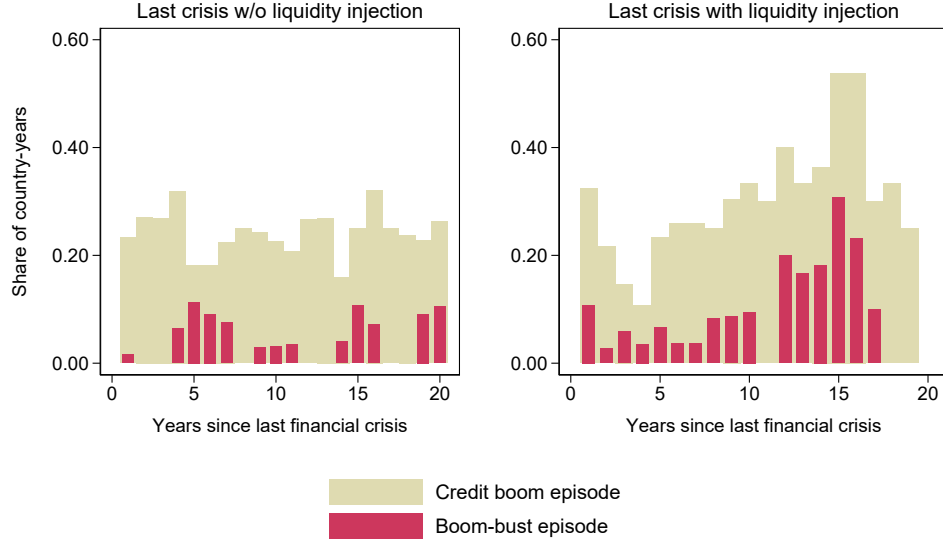 Last crisis w/o liquidity injection
Last crisis with liquidity injection
Share of country-years
0.60
0.40
0.20
0.00
0 5 10 15 20
Years since last financial crisis
0.60
0.40
0.20
0.00
0 5 10 15 20
Years since last financial crisis
Credit boom episode
Boom-bust episode